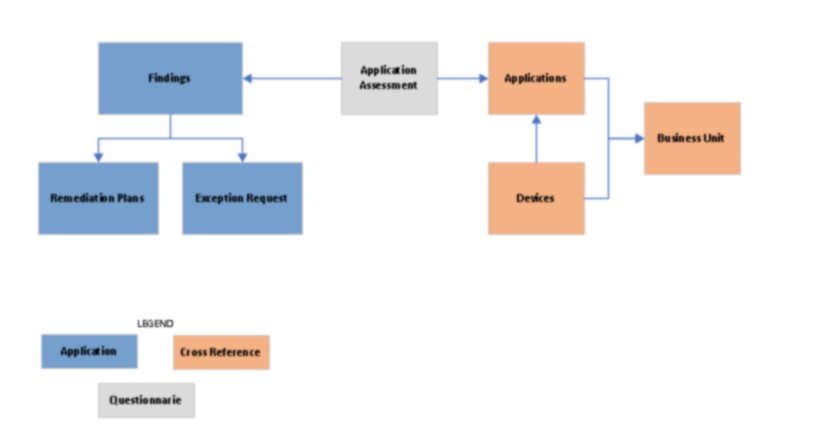 Findings
Application
Assessment
Applications
Business Unit
Remediation Plans
Exception Request
Devices
LEGEND
Application
Cross Reference
Questionnarie